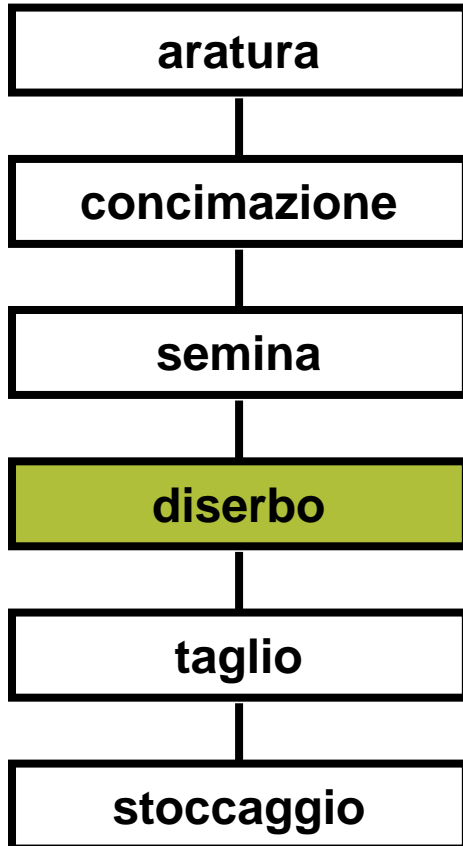 aratura
concimazione
semina
diserbo
taglio
stoccaggio